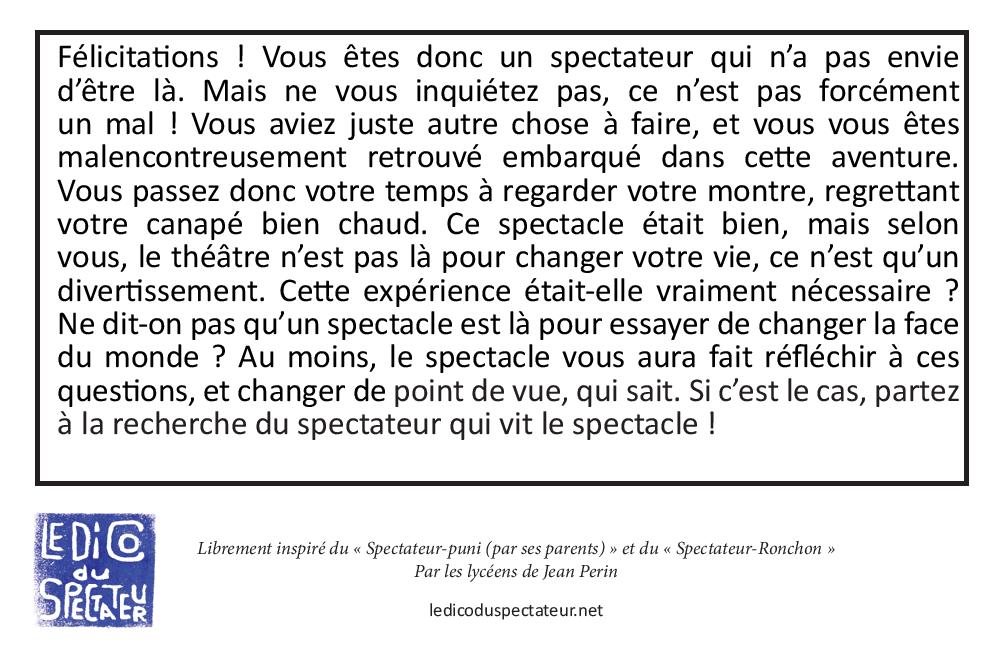 Félicitations ! Vous êtes donc un spectateur qui n’a pas envie
d’être là. Mais ne vous inquiétez pas, ce n’est pas forcément
un mal ! Vous aviez juste autre chose à faire, et vous vous êtes
malencontreusement retrouvé embarqué dans cette aventure.
Vous passez donc votre temps à regarder votre montre, regrettant
votre canapé bien chaud. Ce spectacle était bien, mais selon
vous, le théâtre n’est pas là pour changer votre vie, ce n’est qu’un
divertissement. Cette expérience était-elle vraiment nécessaire ?
Ne dit-on pas qu’un spectacle est là pour essayer de changer la face
du monde ? Au moins, le spectacle vous aura fait réfléchir à ces
questions, et changer de point de vue, qui sait. Si c’est le cas, partez
à la recherche du spectateur qui vit le spectacle !
LE DiCO
du
SPECTATEUR
Librement inspiré du « Spectateur-puni (par ses parents) » et du « Spectateur-Ronchon »
Par les lycéens de Jean Perin
ledicoduspectateur.net